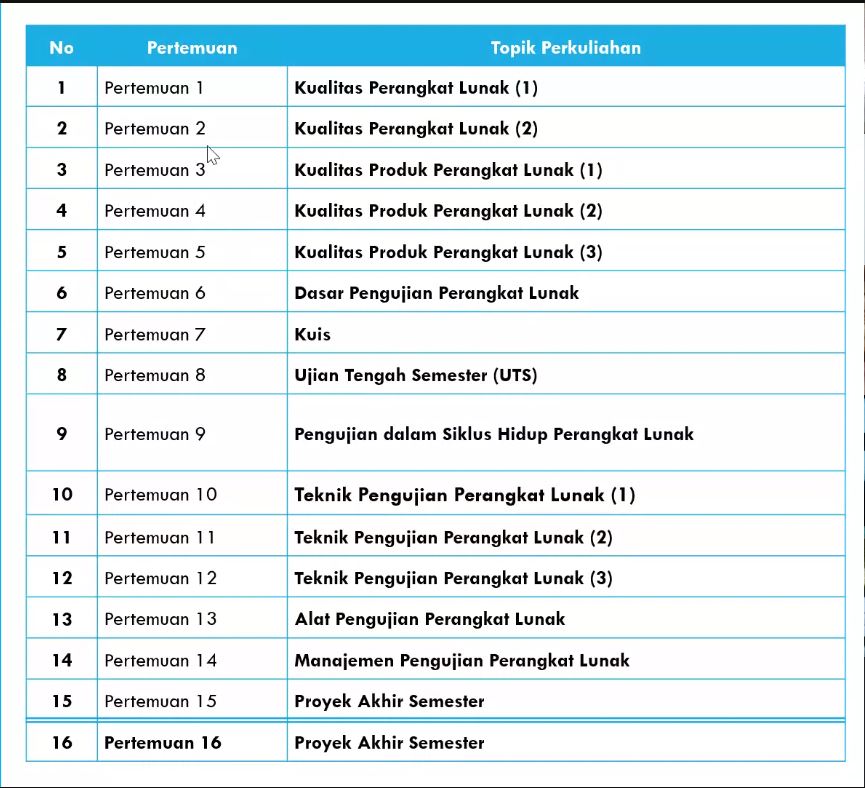 No Pertemuan Topik Perkuliahan
1 Pertemuan 1 Kualitas Perangkat Lunak (1)
2 Pertemuan 2 Kualitas Perangkat Lunak (2)
3 Pertemuan 3 Kualitas Produk Perangkat Lunak (1)
4 Pertemuan 4 Kualitas Produk Perangkat Lunak (2)
5 Pertemuan 5 Kualitas Produk Perangkat Lunak (3)
6 Pertemuan 6 Dasar Pengujian Perangkat Lunak
7 Pertemuan 7 Kuis
8 Pertemuan 8 Ujian Tengah Semester (UTS)
9 Pertemuan 9 Pengujian dalam Siklus Hidup Perangkat Lunak
10 Pertemuan 10 Teknik Pengujian Perangkat Lunak (1)
11 Pertemuan 11 Teknik Pengujian Perangkat Lunak (2)
12 Pertemuan 12 Teknik Pengujian Perangkat Lunak (3)
13 Pertemuan 13 Alat Pengujian Perangkat Lunak
14 Pertemuan 14 Manajemen Pengujian Perangkat Lunak
15 Pertemuan 15 Proyek Akhir Semester
16 Pertemuan 16 Proyek Akhir Semester